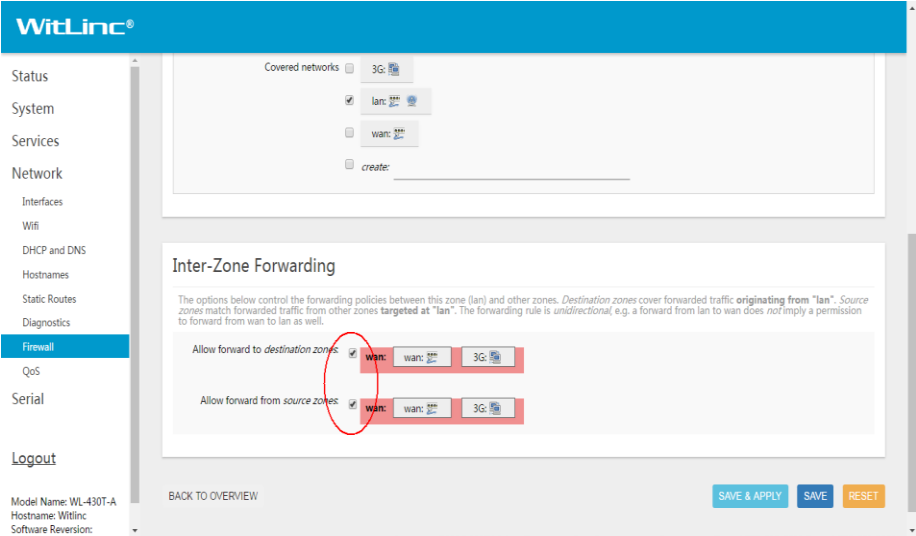 WitLinc®
Status
System
Services
Network
Interfaces
Wifi
DHCP and DNS
Hostnames
Static Routes
Diagnostics
Firewall
QoS
Serial
Logout
Model Name: WL-430T-A
Hostname: Witlinc
Software Reversion:
Covered networks 3G:
lan:
wan:
create:
Inter-Zone Forwarding
The options below control the forwarding policies between this zone (lan) and other zones. Destination zones cover forwarded traffic originating from "lan". Source
zones match forwarded traffic from other zones targeted at "lan". The forwarding rule is unidirectional, e.g. a forward from lan to wan does not imply a permission
to forward from wan to lan as well.
Allow forward to destination zones: wan: wan: 3G:
Allow forward from source zones: wan: wan: 3G:
BACK TO OVERVIEW SAVE & APPLY SAVE RESET